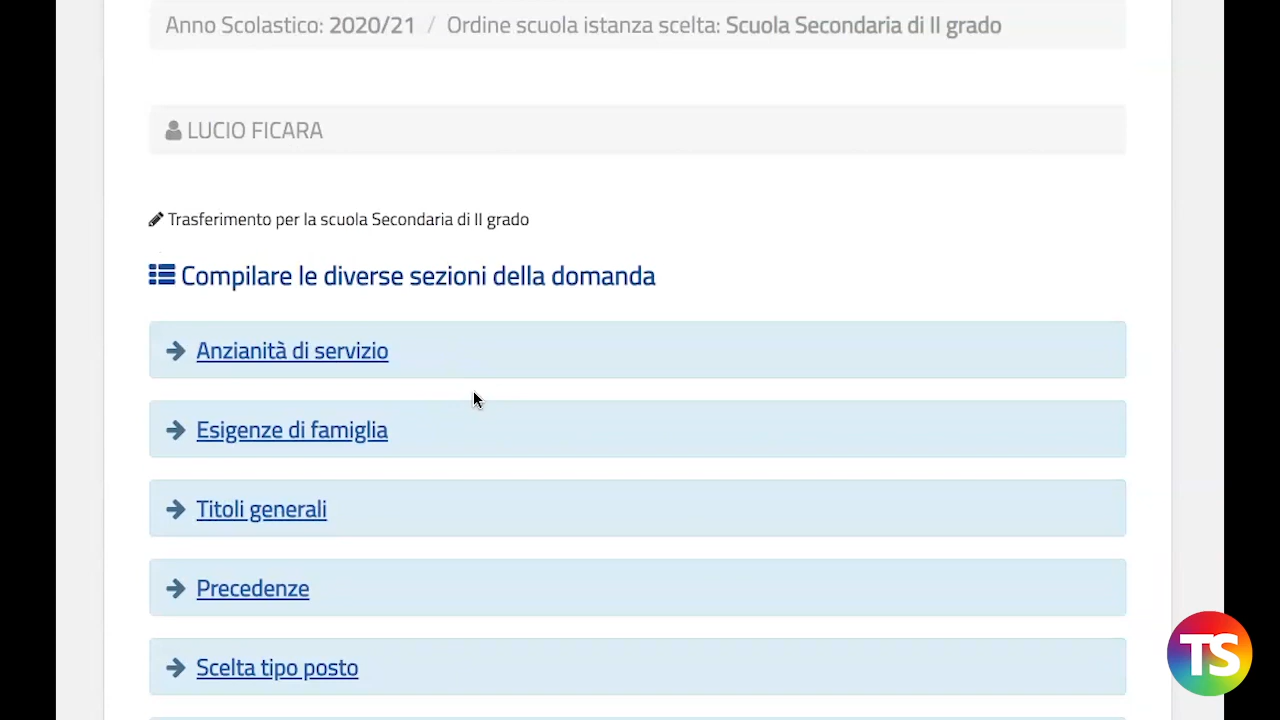 Anno Scolastico: 2020/21 / Ordine scuola istanza scelta: Scuola Secondaria di II grado
LUCIO FICARA
Trasferimento per la scuola Secondaria di II grado
Compilare le diverse sezioni della domanda
Anzianità di servizio
Esigenze di famiglia
Titoli generali
Precedenze
Scelta tipo posto
TS